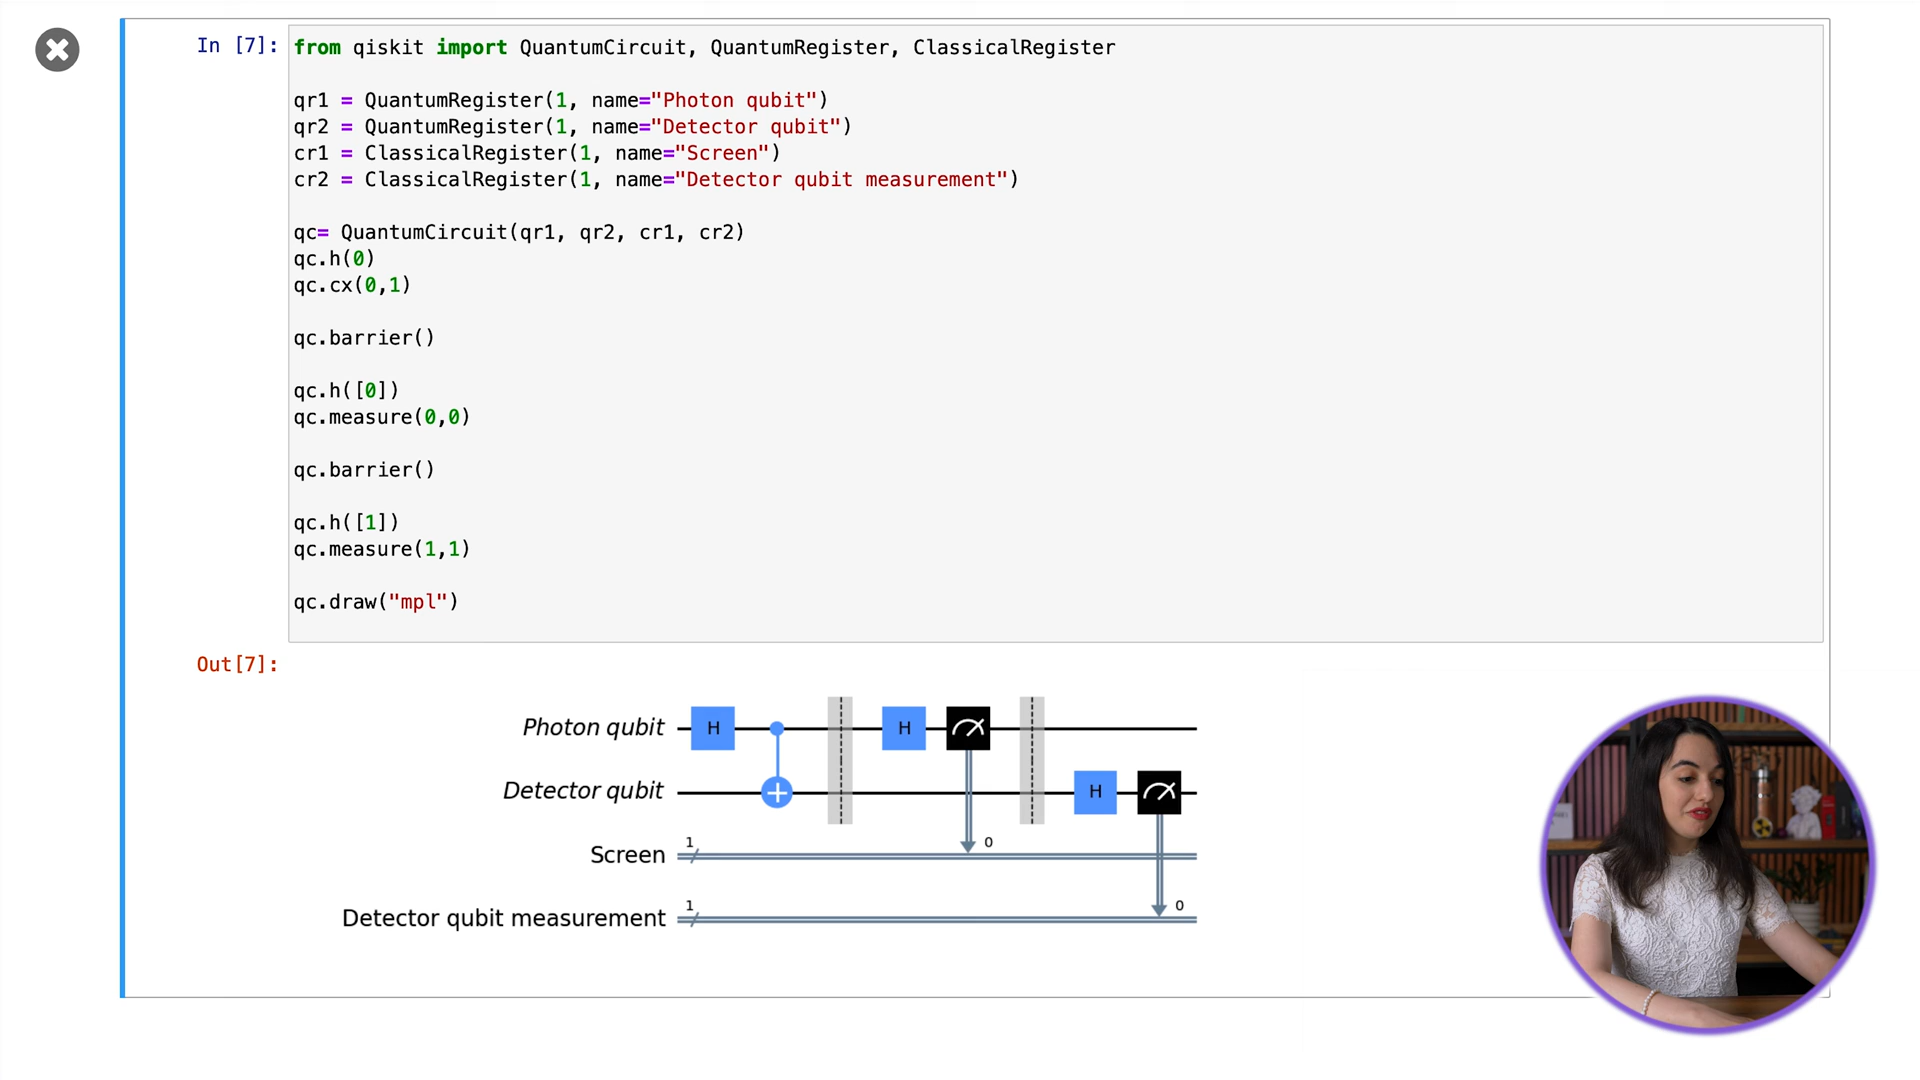 In [7]:
from qiskit import QuantumCircuit, QuantumRegister, ClassicalRegister
qr1 = QuantumRegister(1, name="Photon qubit")
qr2 = QuantumRegister(1, name="Detector qubit")
cr1 = ClassicalRegister(1, name="Screen")
cr2 = ClassicalRegister(1, name="Detector qubit measurement")
qc= QuantumCircuit(qr1, qr2, cr1, cr2)
qc.h(0)
qc.cx(0,1)
qc.barrier()
qc.h([0])
qc.measure(0,0)
qc.barrier()
qc.h([1])
qc.measure(1,1)
qc.draw("mpl")
Out[7]:
Photon qubit H H
Detector qubit H
Screen 1 0
Detector qubit measurement 1 0